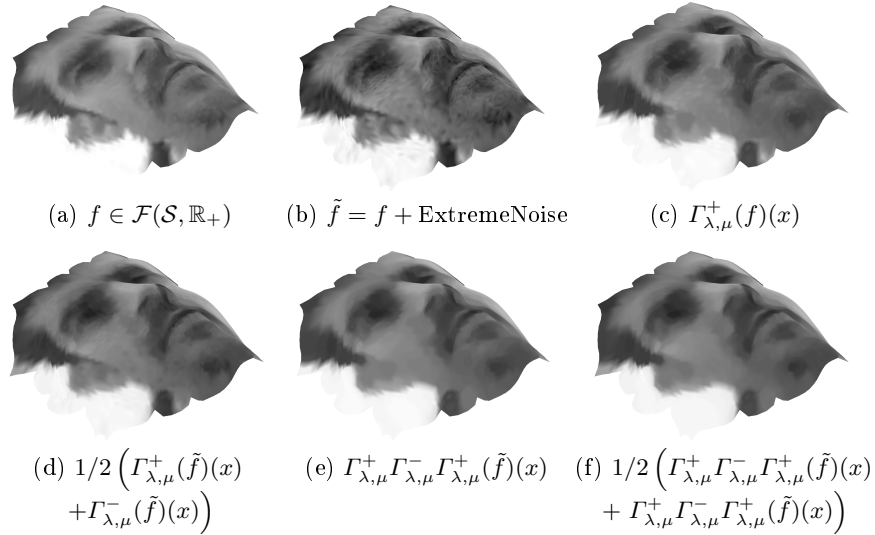 (a) f ∈ F(S, ℝ₊)
(b) f̃ = f + ExtremeNoise
(c) Γ⁺_{λ,μ}(f)(x)
(d) 1/2 (Γ⁺_{λ,μ}(f̃)(x)
+Γ⁻_{λ,μ}(f̃)(x))
(e) Γ⁺_{λ,μ}Γ⁻_{λ,μ}Γ⁺_{λ,μ}(f̃)(x)
(f) 1/2 (Γ⁺_{λ,μ}Γ⁻_{λ,μ}Γ⁺_{λ,μ}(f̃)(x)
+ Γ⁺_{λ,μ}Γ⁻_{λ,μ}Γ⁺_{λ,μ}(f̃)(x))